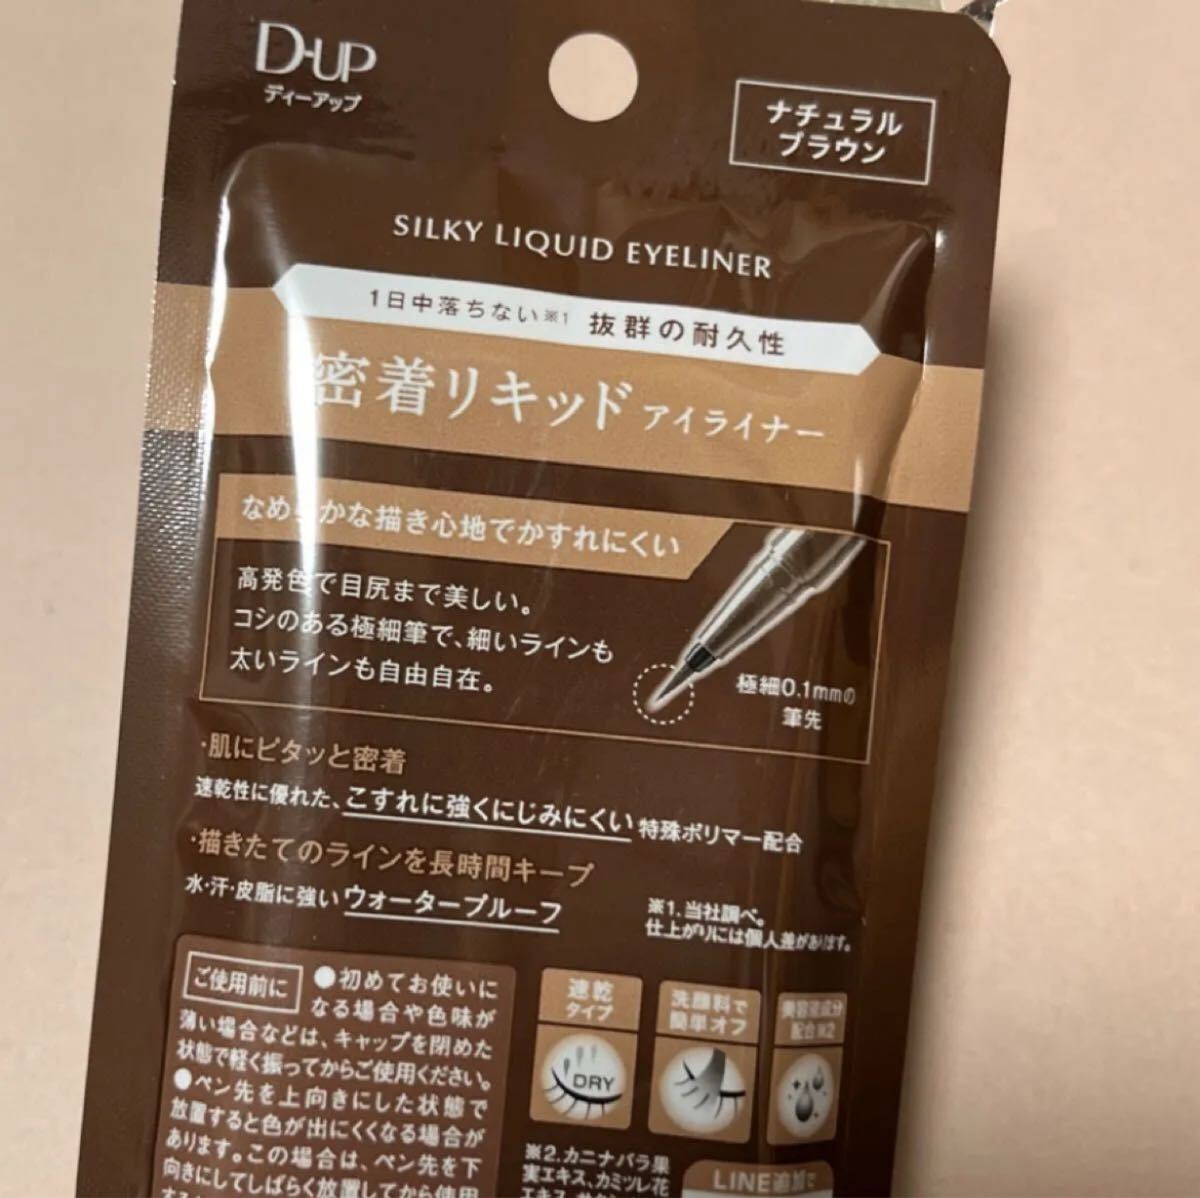 D-UP
ディーアップ
ナチュラル
ブラウン
SILKY LIQUID EYELINER
1日中落ちない※1 抜群の耐久性
密着リキッド アイライナー
なめらかな描き心地でかすれにくい
高発色で目尻まで美しい。
コシのある極細筆で、細いラインも
太いラインも自由自在。
極細0.1mmの
筆先
・肌にピタッと密着
速乾性に優れた、こすれに強くにじみにくい 特殊ポリマー配合
・描きたてのラインを長時間キープ
水・汗・皮脂に強い ウォータープルーフ
※1.当社調べ。
仕上がりには個人差があります。
ご使用前に
●初めてお使いに
なる場合や色味が
薄い場合などは、キャップを閉めた
状態で軽く振ってからご使用ください。
●ペン先を上向きにした状態で
放置すると色が出にくくなる場合が
あります。この場合は、ペン先を下
向きにしてしばらく放置してから使用
速乾
タイプ
DRY
洗顔料で
簡単オフ
美容液成分
配合※2
※2.カニナバラ果
実エキス、カミツレ花
LINE追加で